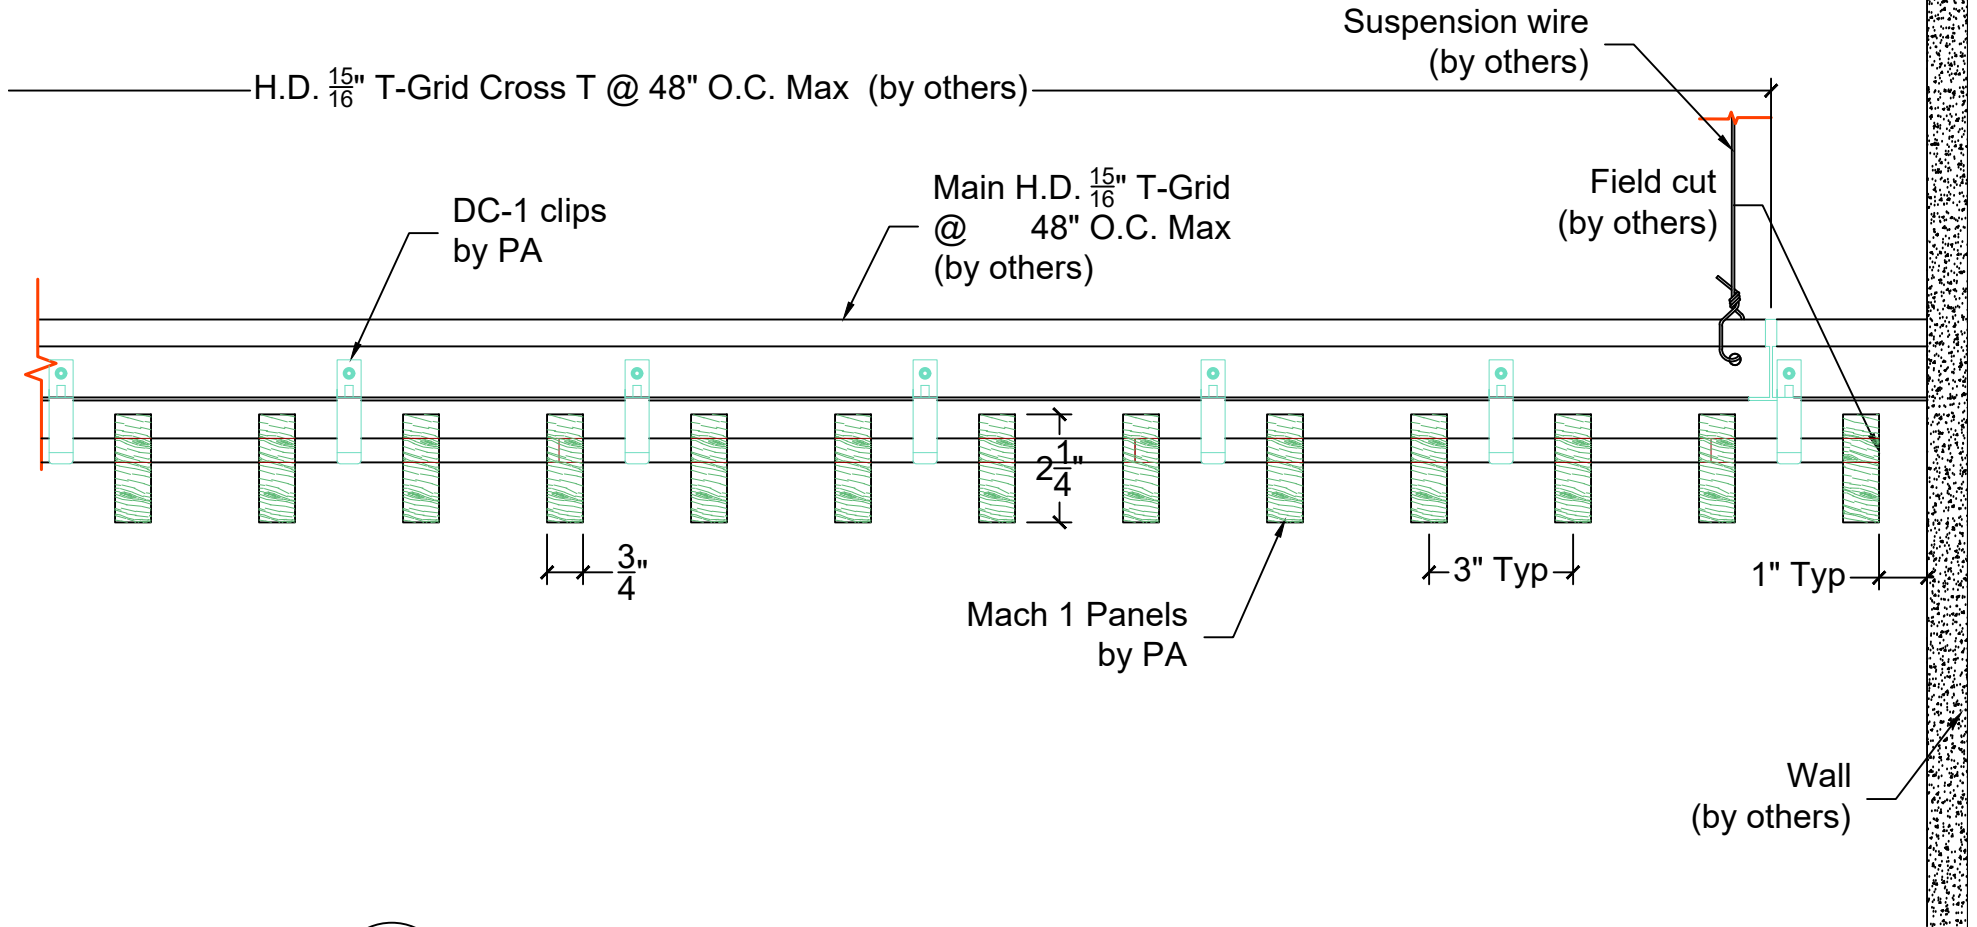 Suspension wire
(by others)
H.D. 15/16" T-Grid Cross T @ 48" O.C. Max (by others)
DC-1 clips
by PA
Main H.D. 15/16" T-Grid
@ 48" O.C. Max
(by others)
Field cut
(by others)
2 1/4"
3/4"
3" Typ
1" Typ
Mach 1 Panels
by PA
Wall
(by others)